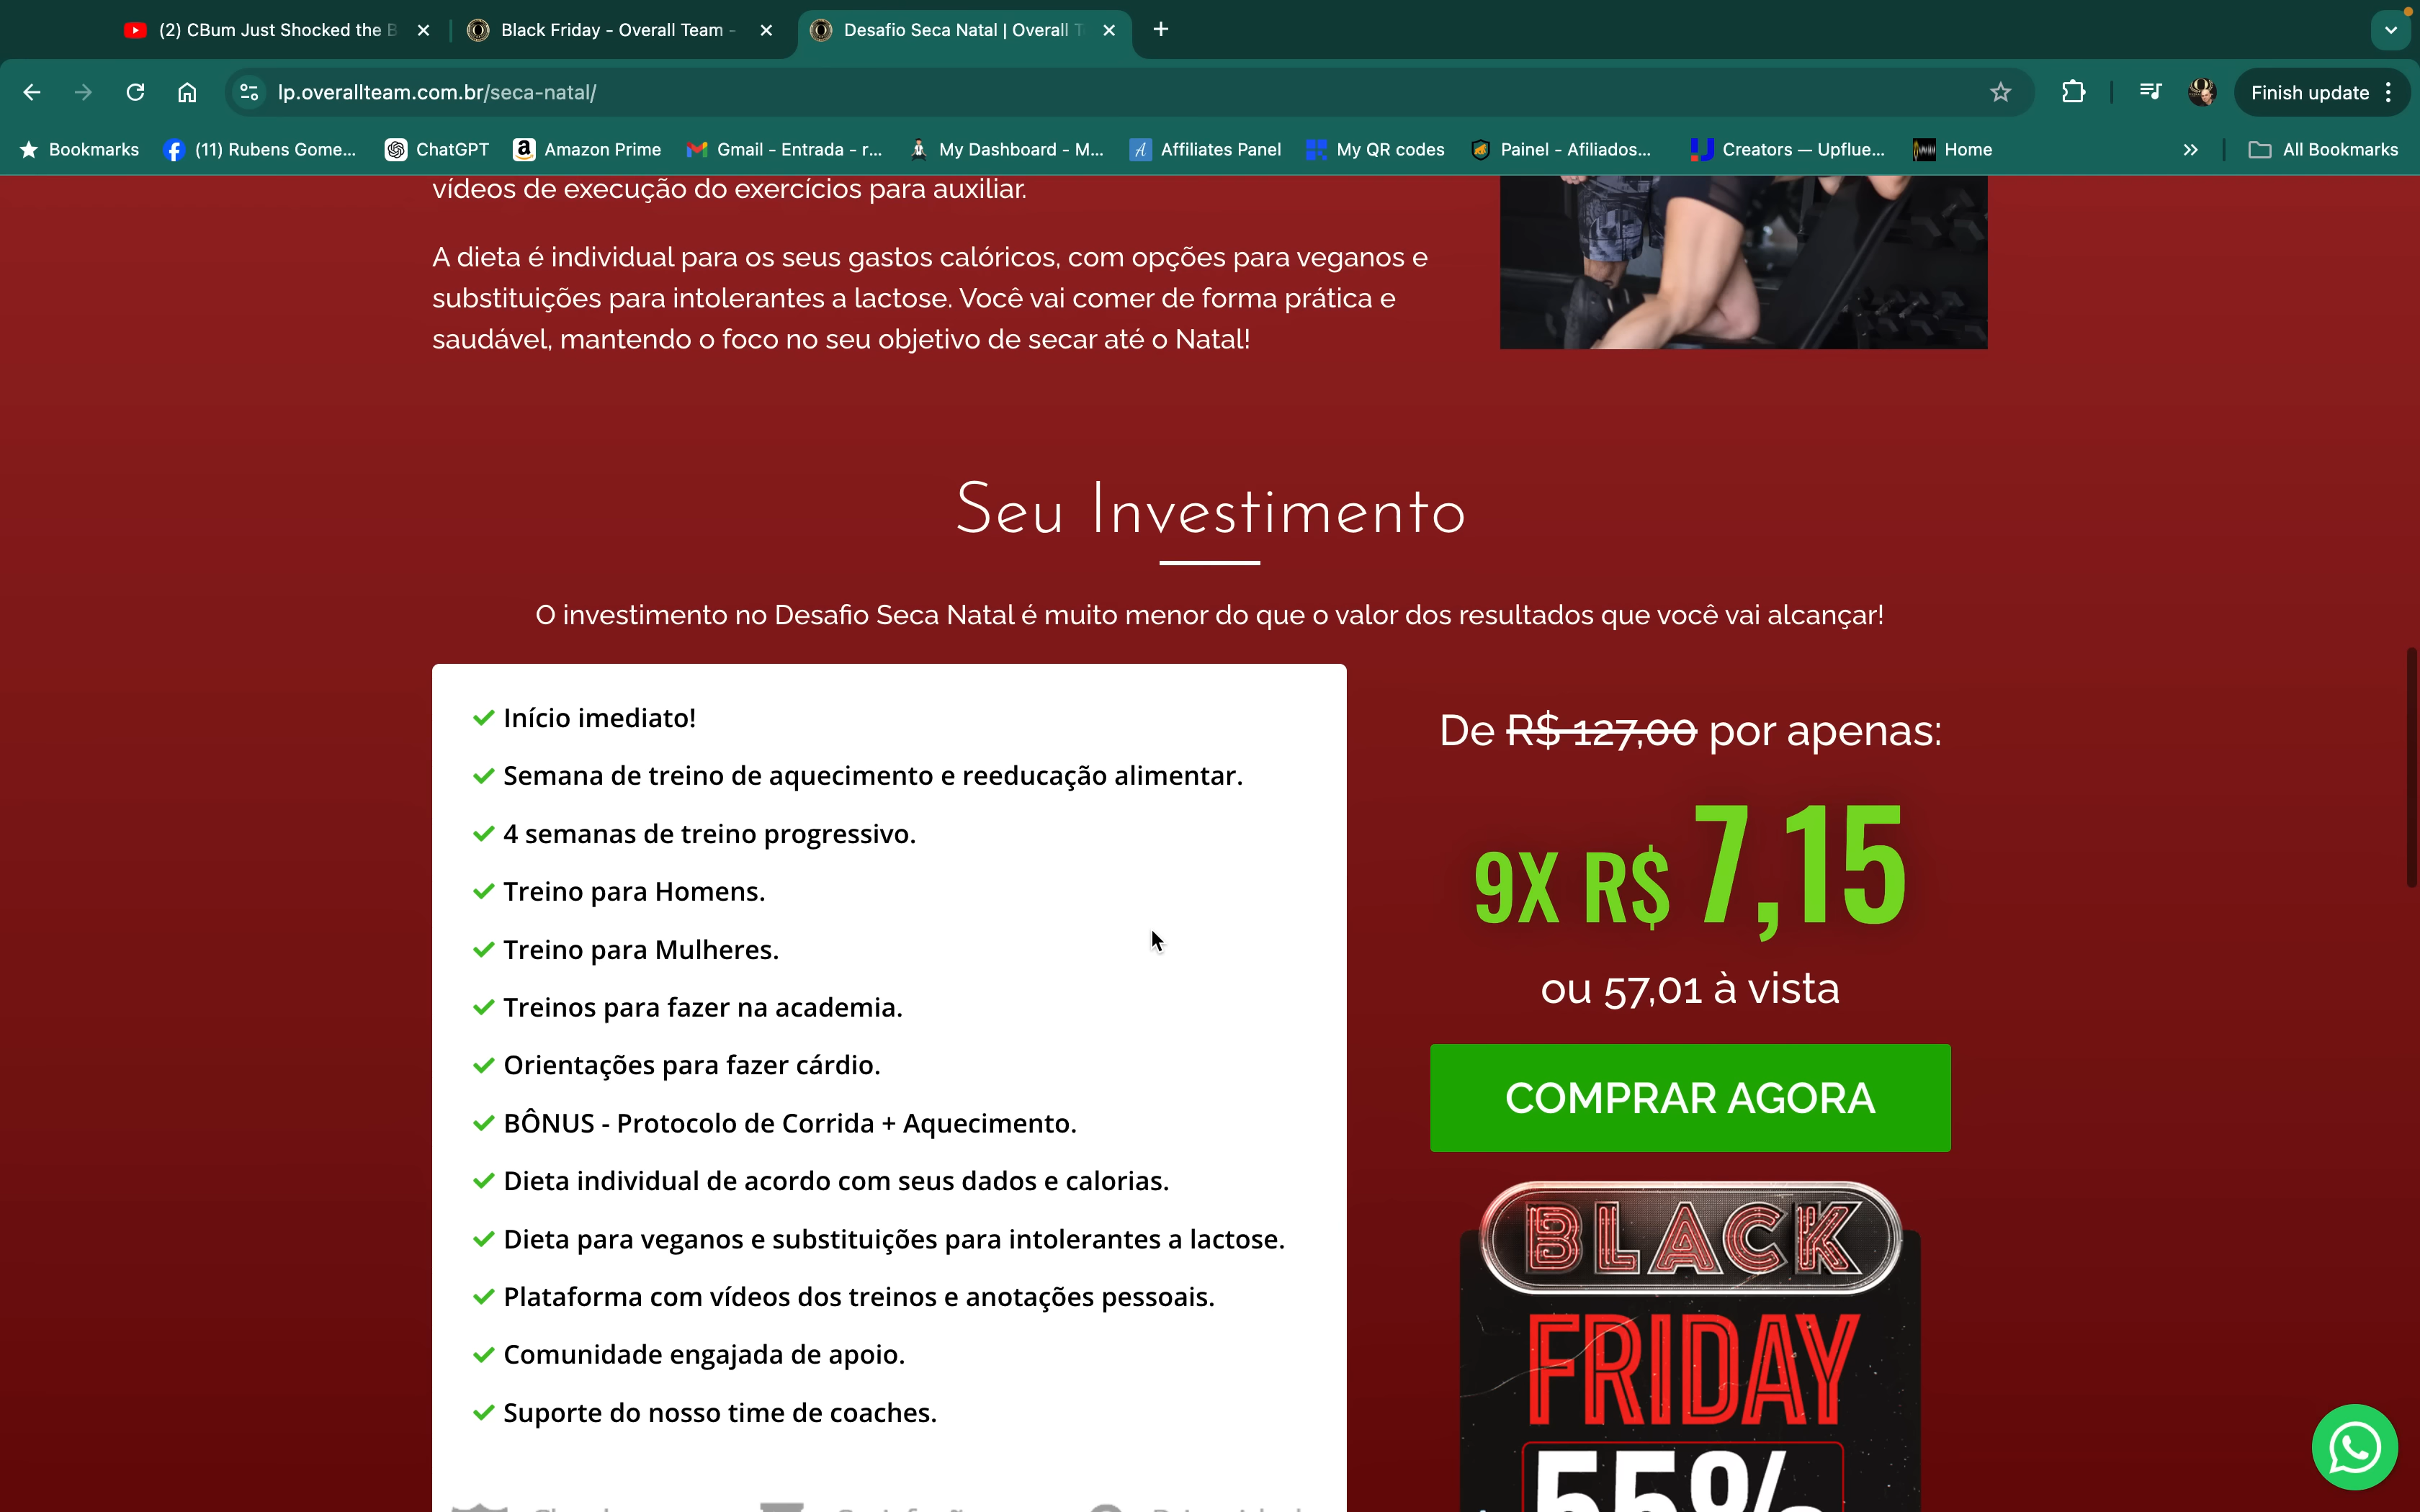 (2) CBum Just Shocked the B
Black Friday - Overall Team -
Desafio Seca Natal | Overall T
lp.overallteam.com.br/seca-natal/
Finish update
Bookmarks
(11) Rubens Gome...
ChatGPT
Amazon Prime
Gmail - Entrada - r...
My Dashboard - M...
Affiliates Panel
My QR codes
Painel - Afiliados...
Creators — Upflue...
Home
All Bookmarks
vídeos de execução do exercícios para auxiliar.
A dieta é individual para os seus gastos calóricos, com opções para veganos e
substituições para intolerantes a lactose. Você vai comer de forma prática e
saudável, mantendo o foco no seu objetivo de secar até o Natal!
Seu Investimento
O investimento no Desafio Seca Natal é muito menor do que o valor dos resultados que você vai alcançar!
Início imediato!
Semana de treino de aquecimento e reeducação alimentar.
4 semanas de treino progressivo.
Treino para Homens.
Treino para Mulheres.
Treinos para fazer na academia.
Orientações para fazer cárdio.
BÔNUS - Protocolo de Corrida + Aquecimento.
Dieta individual de acordo com seus dados e calorias.
Dieta para veganos e substituições para intolerantes a lactose.
Plataforma com vídeos dos treinos e anotações pessoais.
Comunidade engajada de apoio.
Suporte do nosso time de coaches.
De R$ 127,00 por apenas:
9X R$ 7,15
ou 57,01 à vista
COMPRAR AGORA
BLACK
FRIDAY
55%